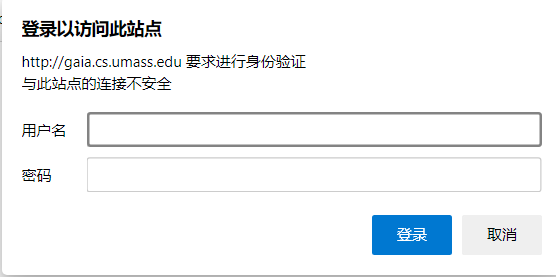 登录以访问此站点
http://gaia.cs.umass.edu 要求进行身份验证
与此站点的连接不安全
用户名
密码
登录 取消